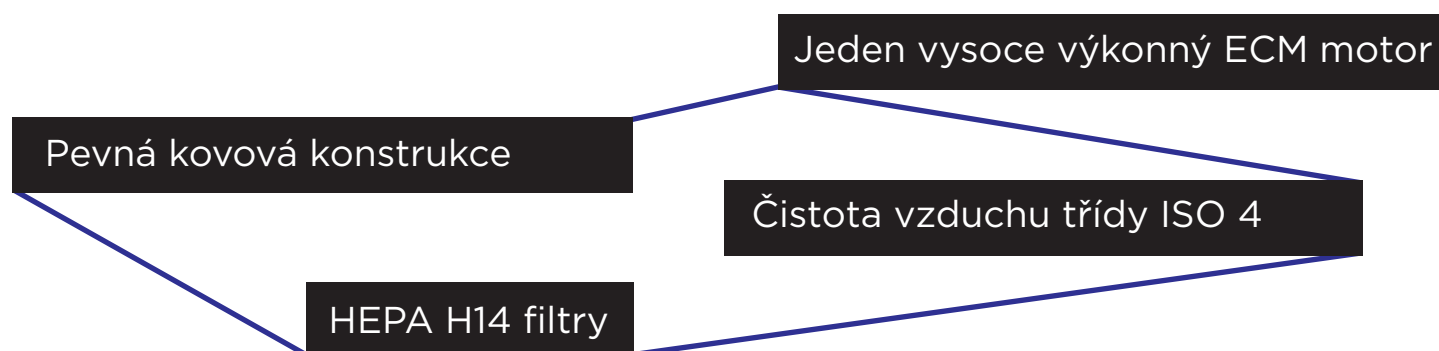 Jeden vysoce výkonný ECM motor
Pevná kovová konstrukce
Čistota vzduchu třídy ISO 4
HEPA H14 filtry